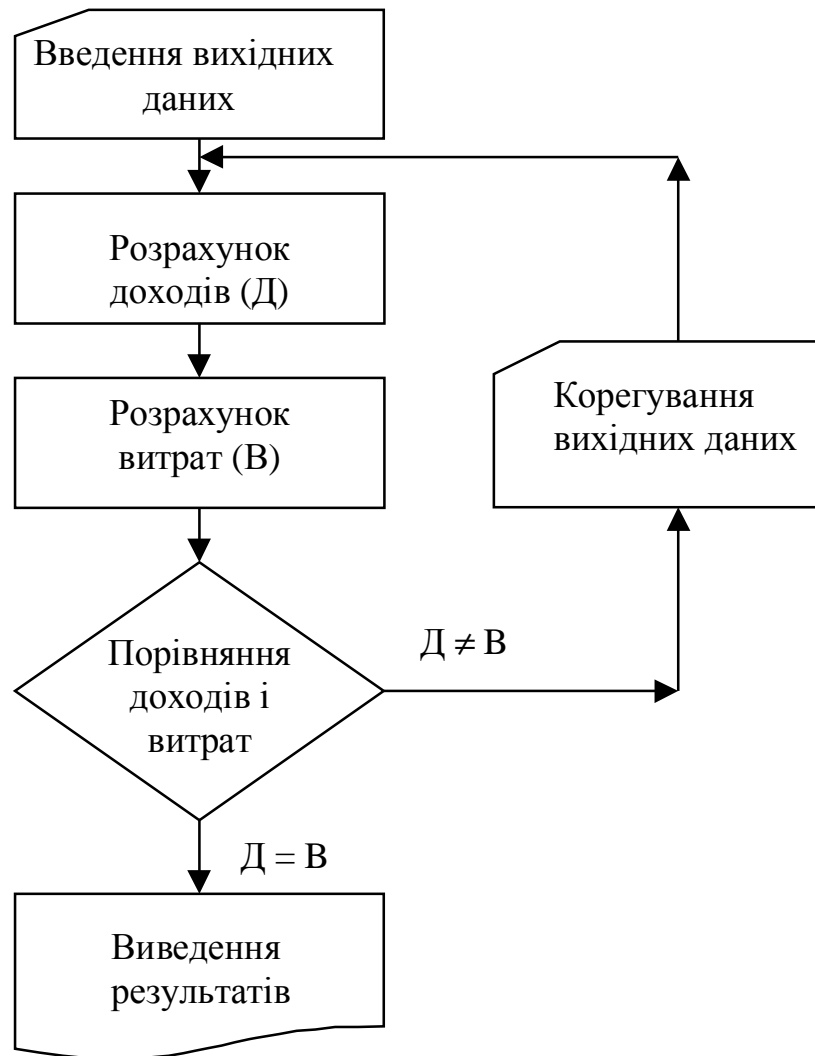 Введення вихідних
даних
Розрахунок
доходів (Д)
Розрахунок
витрат (В)
Корегування
вихідних даних
Порівняння
доходів і
витрат
Д ≠ В
Д = В
Виведення
результатів